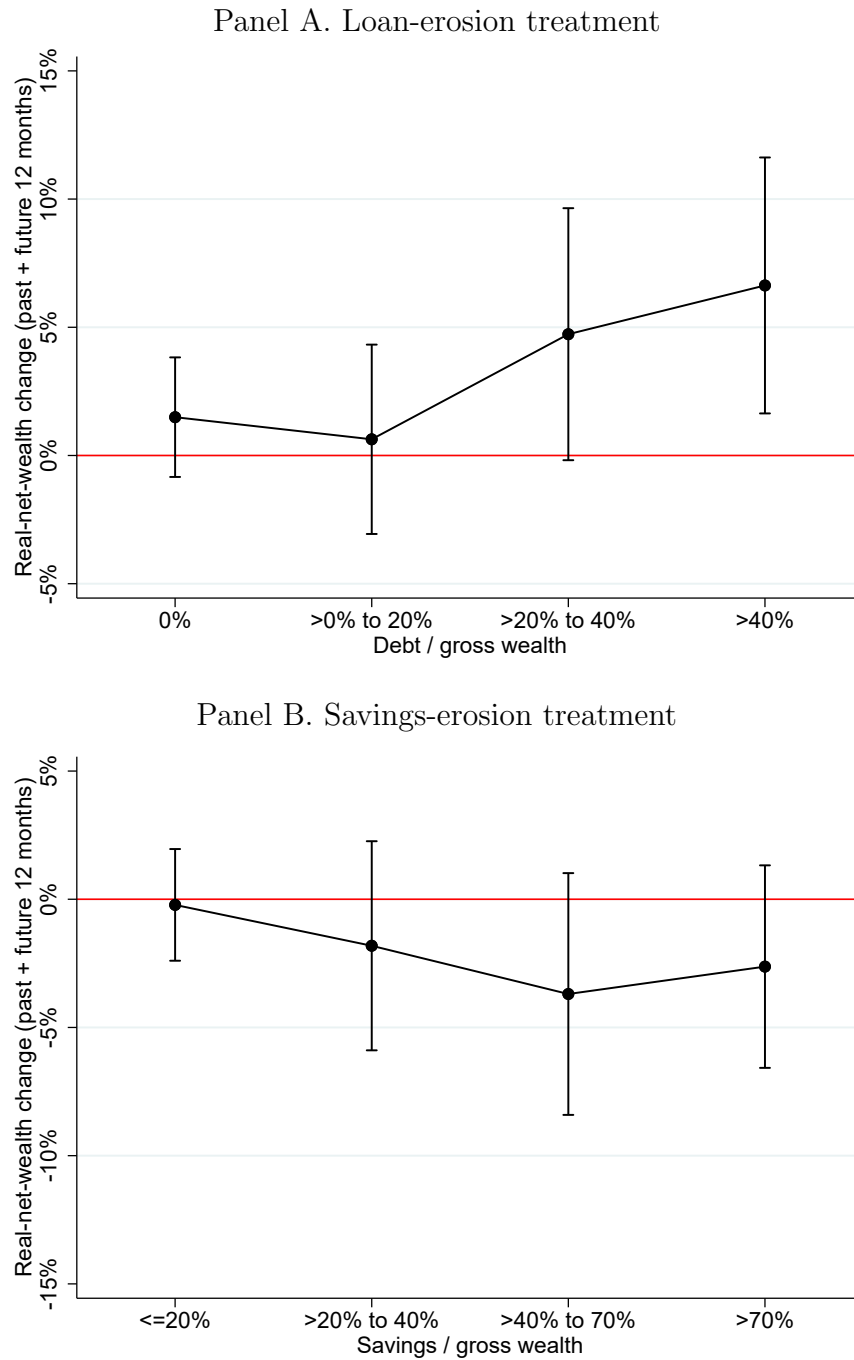 Panel A. Loan-erosion treatment
Real-net-wealth change (past + future 12 months)
15%
10%
5%
0%
-5%
0% >0% to 20% >20% to 40% >40%
Debt / gross wealth
Panel B. Savings-erosion treatment
Real-net-wealth change (past + future 12 months)
5%
0%
-5%
-10%
-15%
<=20% >20% to 40% >40% to 70% >70%
Savings / gross wealth